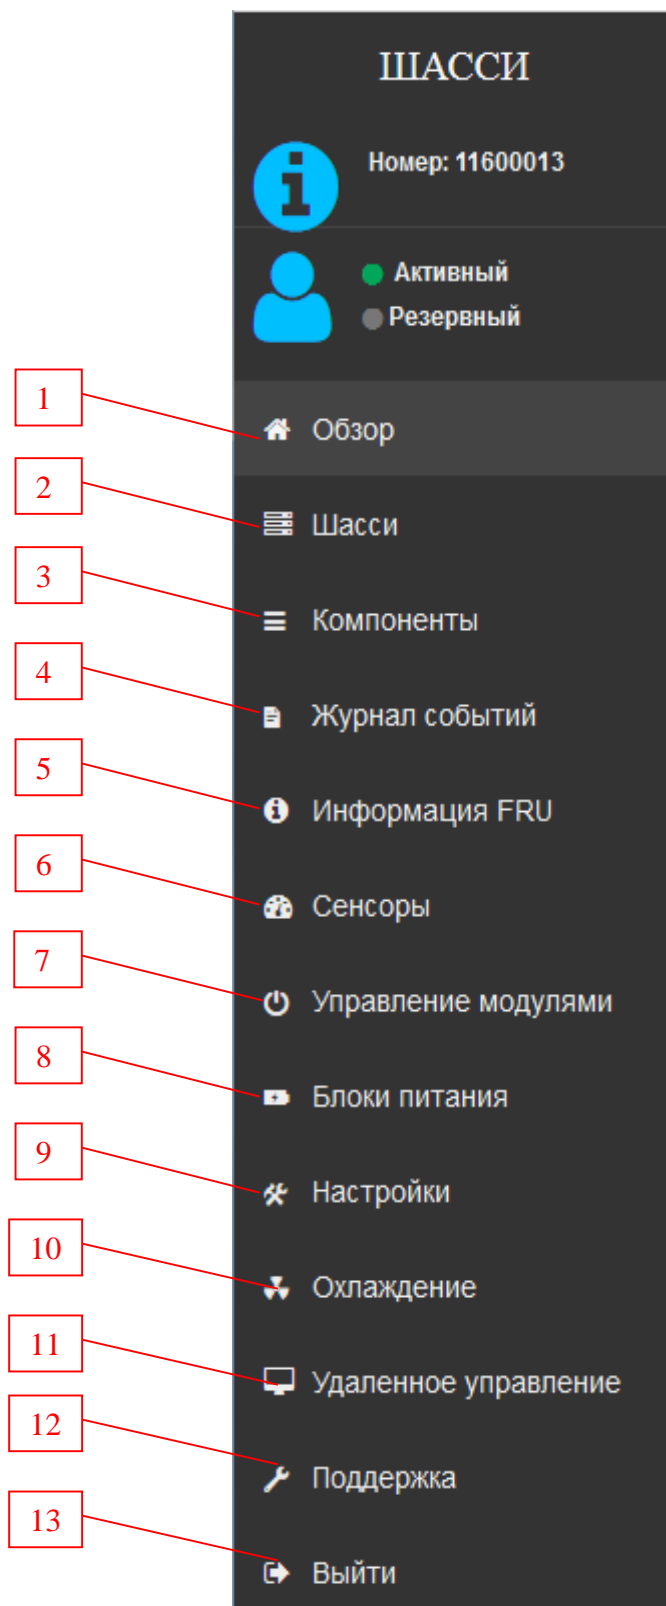 ШАССИ
Номер: 11600013
Активный
Резервный
1
Обзор
2
Шасси
3
Компоненты
4
Журнал событий
5
Информация FRU
6
Сенсоры
7
Управление модулями
8
Блоки питания
9
Настройки
10
Охлаждение
11
Удаленное управление
12
Поддержка
13
Выйти